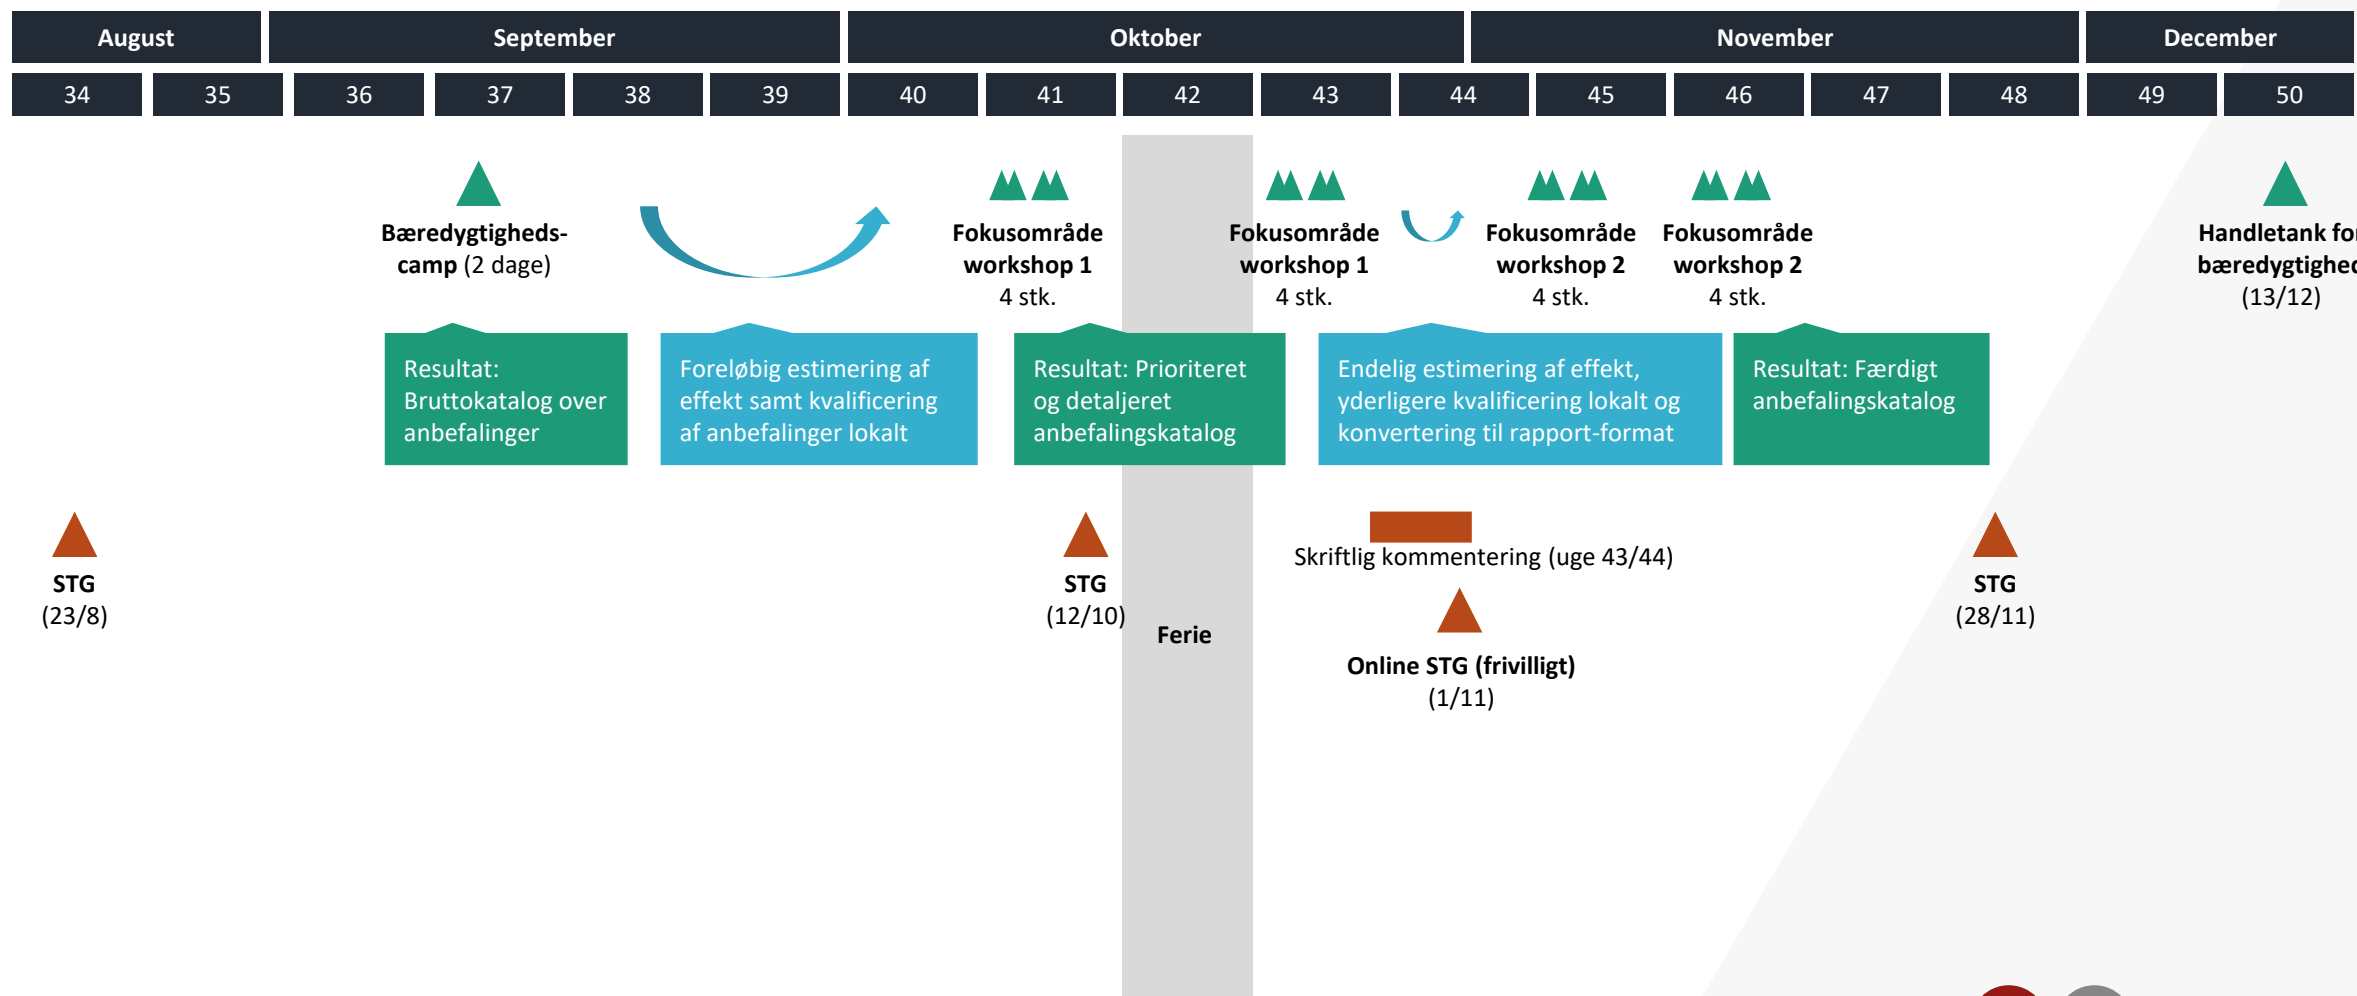 August
September
Oktober
November
December
34
35
36
37
38
39
40
41
42
43
44
45
46
47
48
49
50
Bæredygtigheds-
camp (2 dage)
Fokusområde
workshop 1
4 stk.
Fokusområde
workshop 1
4 stk.
Fokusområde
workshop 2
4 stk.
Fokusområde
workshop 2
4 stk.
Handletank for
bæredygtighed
(13/12)
Resultat:
Bruttokatalog over
anbefalinger
Foreløbig estimering af
effekt samt kvalificering
af anbefalinger lokalt
Resultat: Prioriteret
og detaljeret
anbefalingskatalog
Endelig estimering af effekt,
yderligere kvalificering lokalt og
konvertering til rapport-format
Resultat: Færdigt
anbefalingskatalog
STG
(23/8)
STG
(12/10)
Ferie
Skriftlig kommentering (uge 43/44)
Online STG (frivilligt)
(1/11)
STG
(28/11)